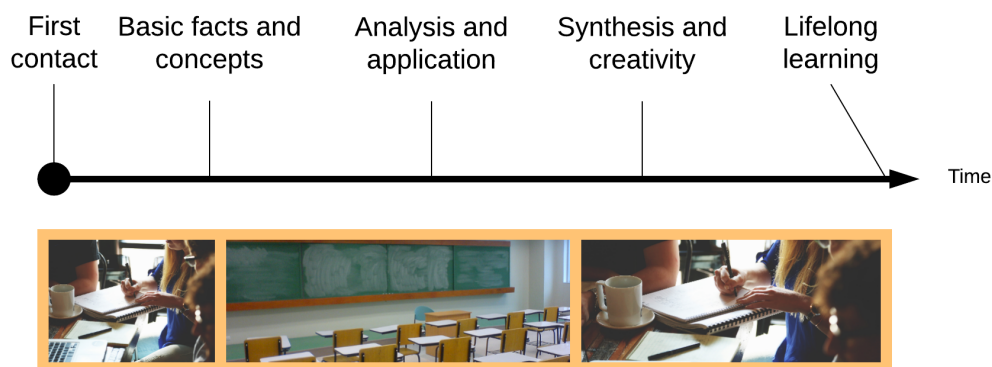 First
contact
Basic facts and
concepts
Analysis and
application
Synthesis and
creativity
Lifelong
learning
Time